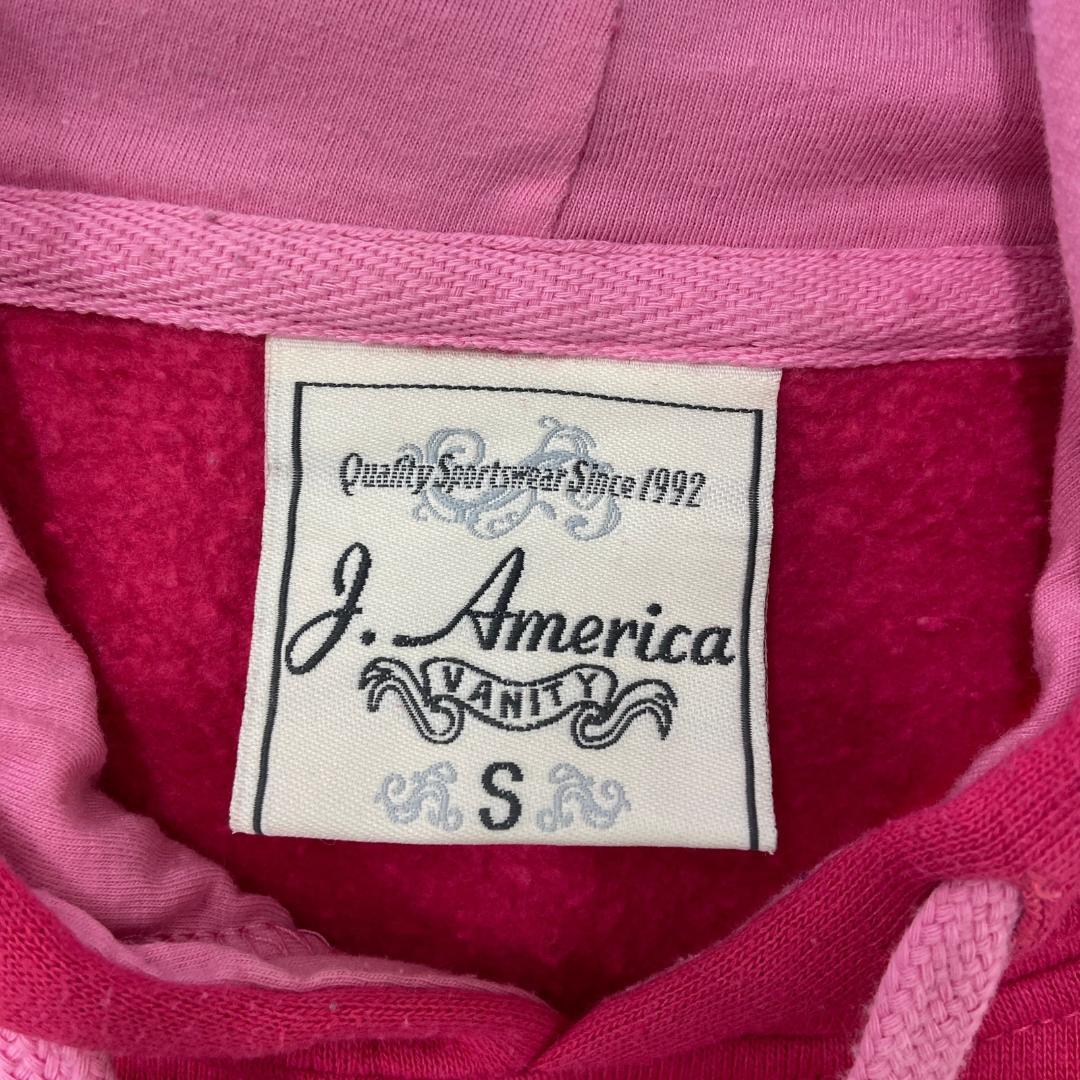 Quality Sportswear Since 1992
J. America
VANITY
S